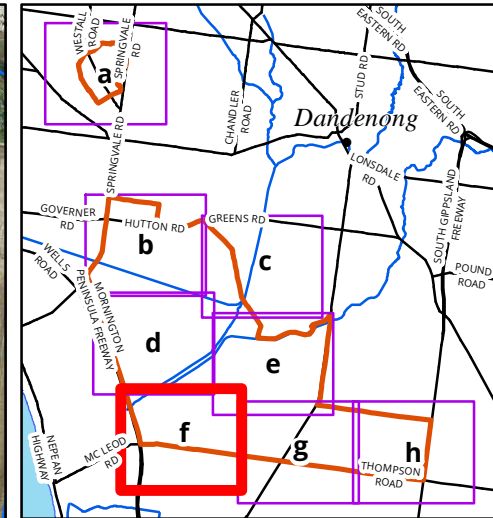 WESTALL
ROAD
SPRINGVALE
RD
a
SOUTH
EASTERN RD
STUD RD
SOUTH
EASTERN RD
CHANDLER
ROAD
Dandenong
SPRINGVALE RD
LONSDALE
RD
GOVERNER
RD
HUTTON RD
GREENS RD
b
c
SOUTH GIPPSLAND
FREEWAY
WELLS
ROAD
POUND
ROAD
MORNINGTON
PENINSULA FREEWAY
d
e
f
g
h
MC LEOD
RD
THOMPSON
ROAD
NEPEAN
HIGHWAY